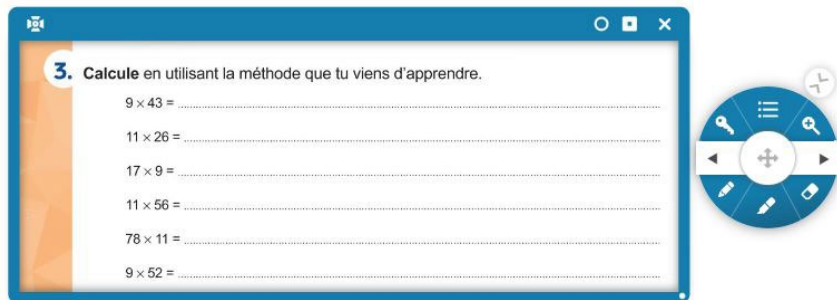 3. Calcule en utilisant la méthode que tu viens d'apprendre.
9 × 43 = ........................................
11 × 26 = ........................................
17 × 9 = ........................................
11 × 56 = ........................................
78 × 11 = ........................................
9 × 52 = ........................................